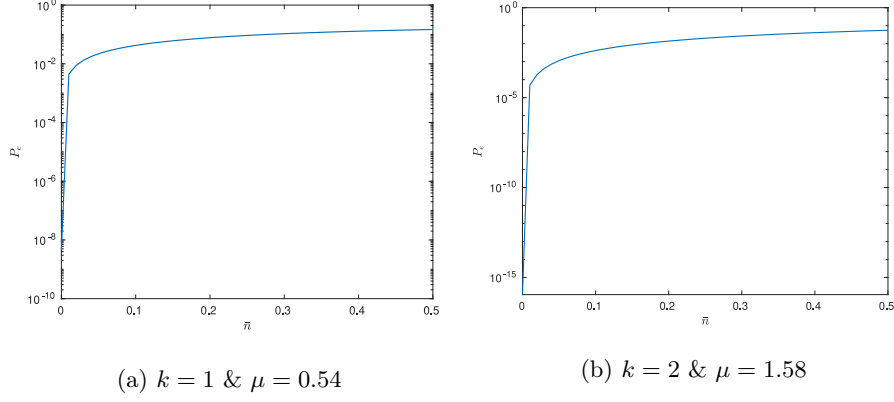 10^0
10^-2
10^-4
10^-6
10^-8
10^-10
P_e
0 0.1 0.2 0.3 0.4 0.5
n̄
(a) k = 1 & μ = 0.54
10^0
10^-5
10^-10
10^-15
P_e
0 0.1 0.2 0.3 0.4 0.5
n̄
(b) k = 2 & μ = 1.58